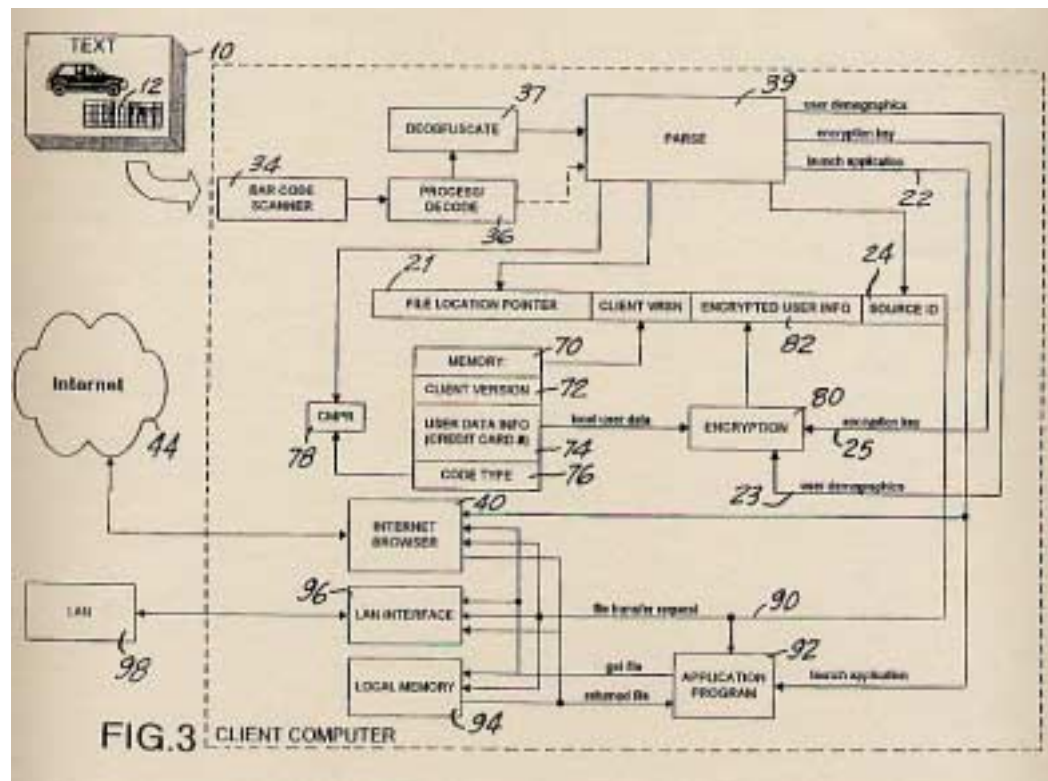 TEXT
10
12
37
39
DEOBFUSCATE
PARSE
user demographics
encryption key
launch application
22
34
BAR CODE
SCANNER
PROCESS/
DECODE
36
21
24
FILE LOCATION POINTER
CLIENT VRSN
ENCRYPTED USER INFO
SOURCE ID
82
Internet
44
MEMORY:
70
CLIENT VERSION
72
USER DATA INFO
(CREDIT CARD #)
74
CODE TYPE
76
CMPR
78
local user data
ENCRYPTION
80
encryption key
25
23
user demographics
40
INTERNET
BROWSER
96
LAN INTERFACE
LAN
98
file transfer request
90
92
get file
LOCAL MEMORY
94
returned file
APPLICATION
PROGRAM
launch application
FIG.3
CLIENT COMPUTER